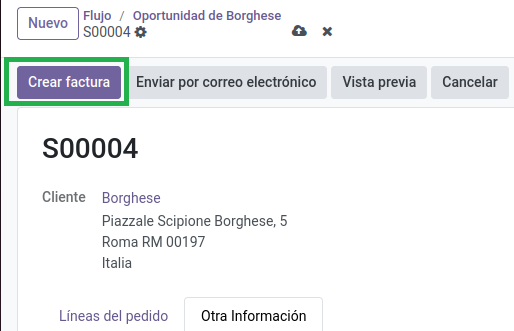 Nuevo
Flujo / Oportunidad de Borghese
S00004
Crear factura Enviar por correo electrónico Vista previa Cancelar
S00004
Cliente Borghese
Piazzale Scipione Borghese, 5
Roma RM 00197
Italia
Líneas del pedido Otra Información